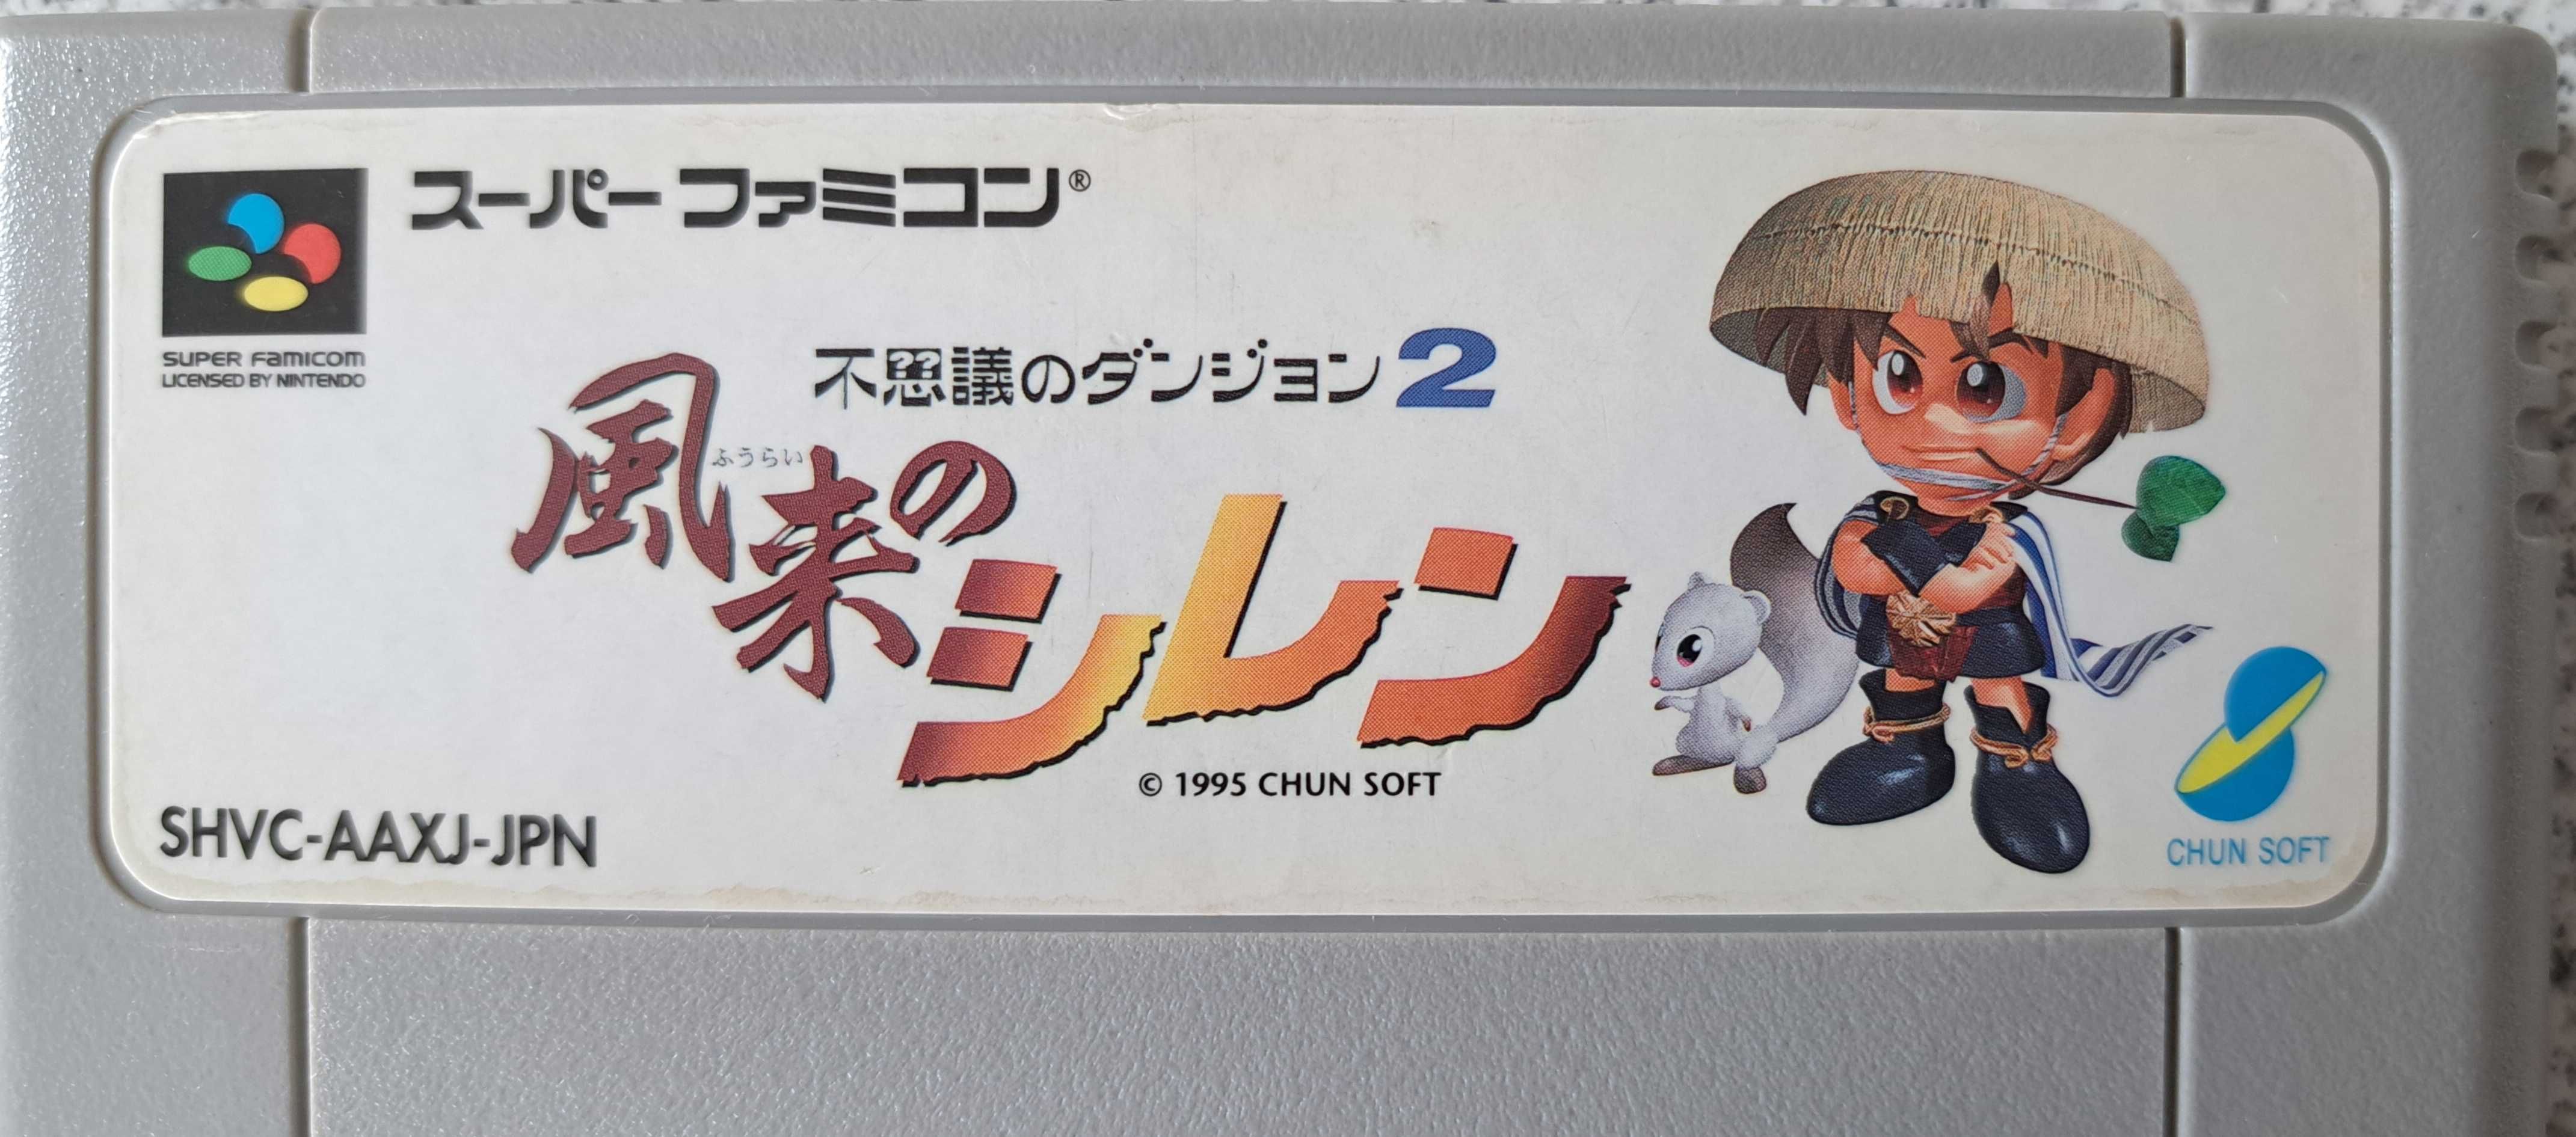 スーパーファミコン®
SUPER FAMICOM
LICENSED BY NINTENDO
不思議のダンジョン2
ふうらい
風来の
シレン
© 1995 CHUN SOFT
SHVC-AAXJ-JPN
CHUN SOFT